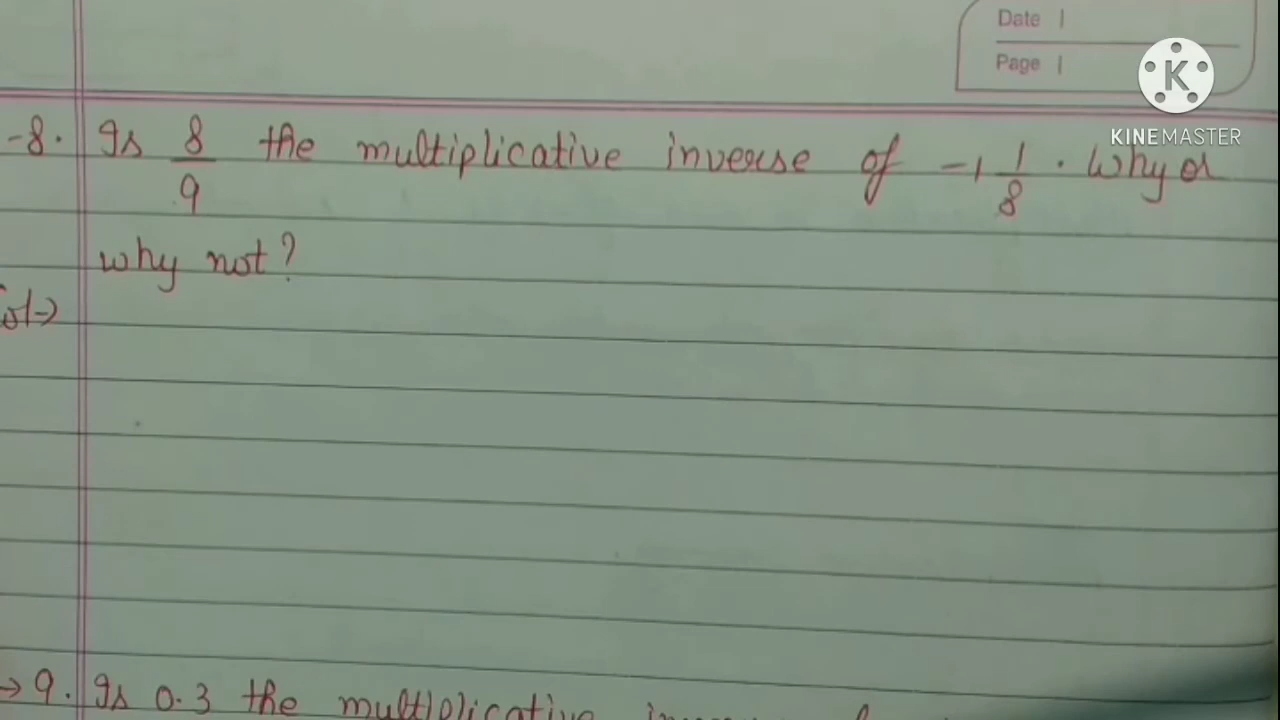 Date
Page
K
KINEMASTER
-8. Is 8/9 the multiplicative inverse of -1 1/8. Why or
why not?
Sol->
→ 9. Is 0.3 the multiplicative